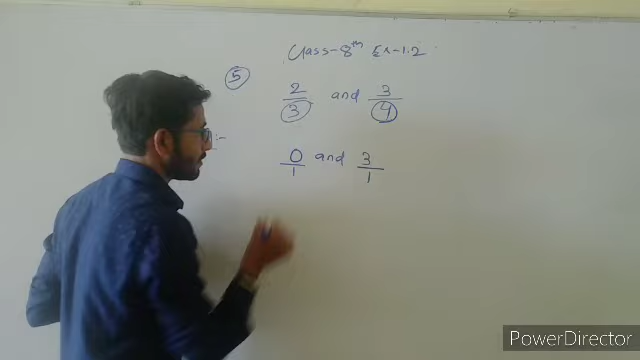 Class-8th Ex-1.2
5
2/3 and 3/4
:-
0/1 and 3/1
PowerDirector